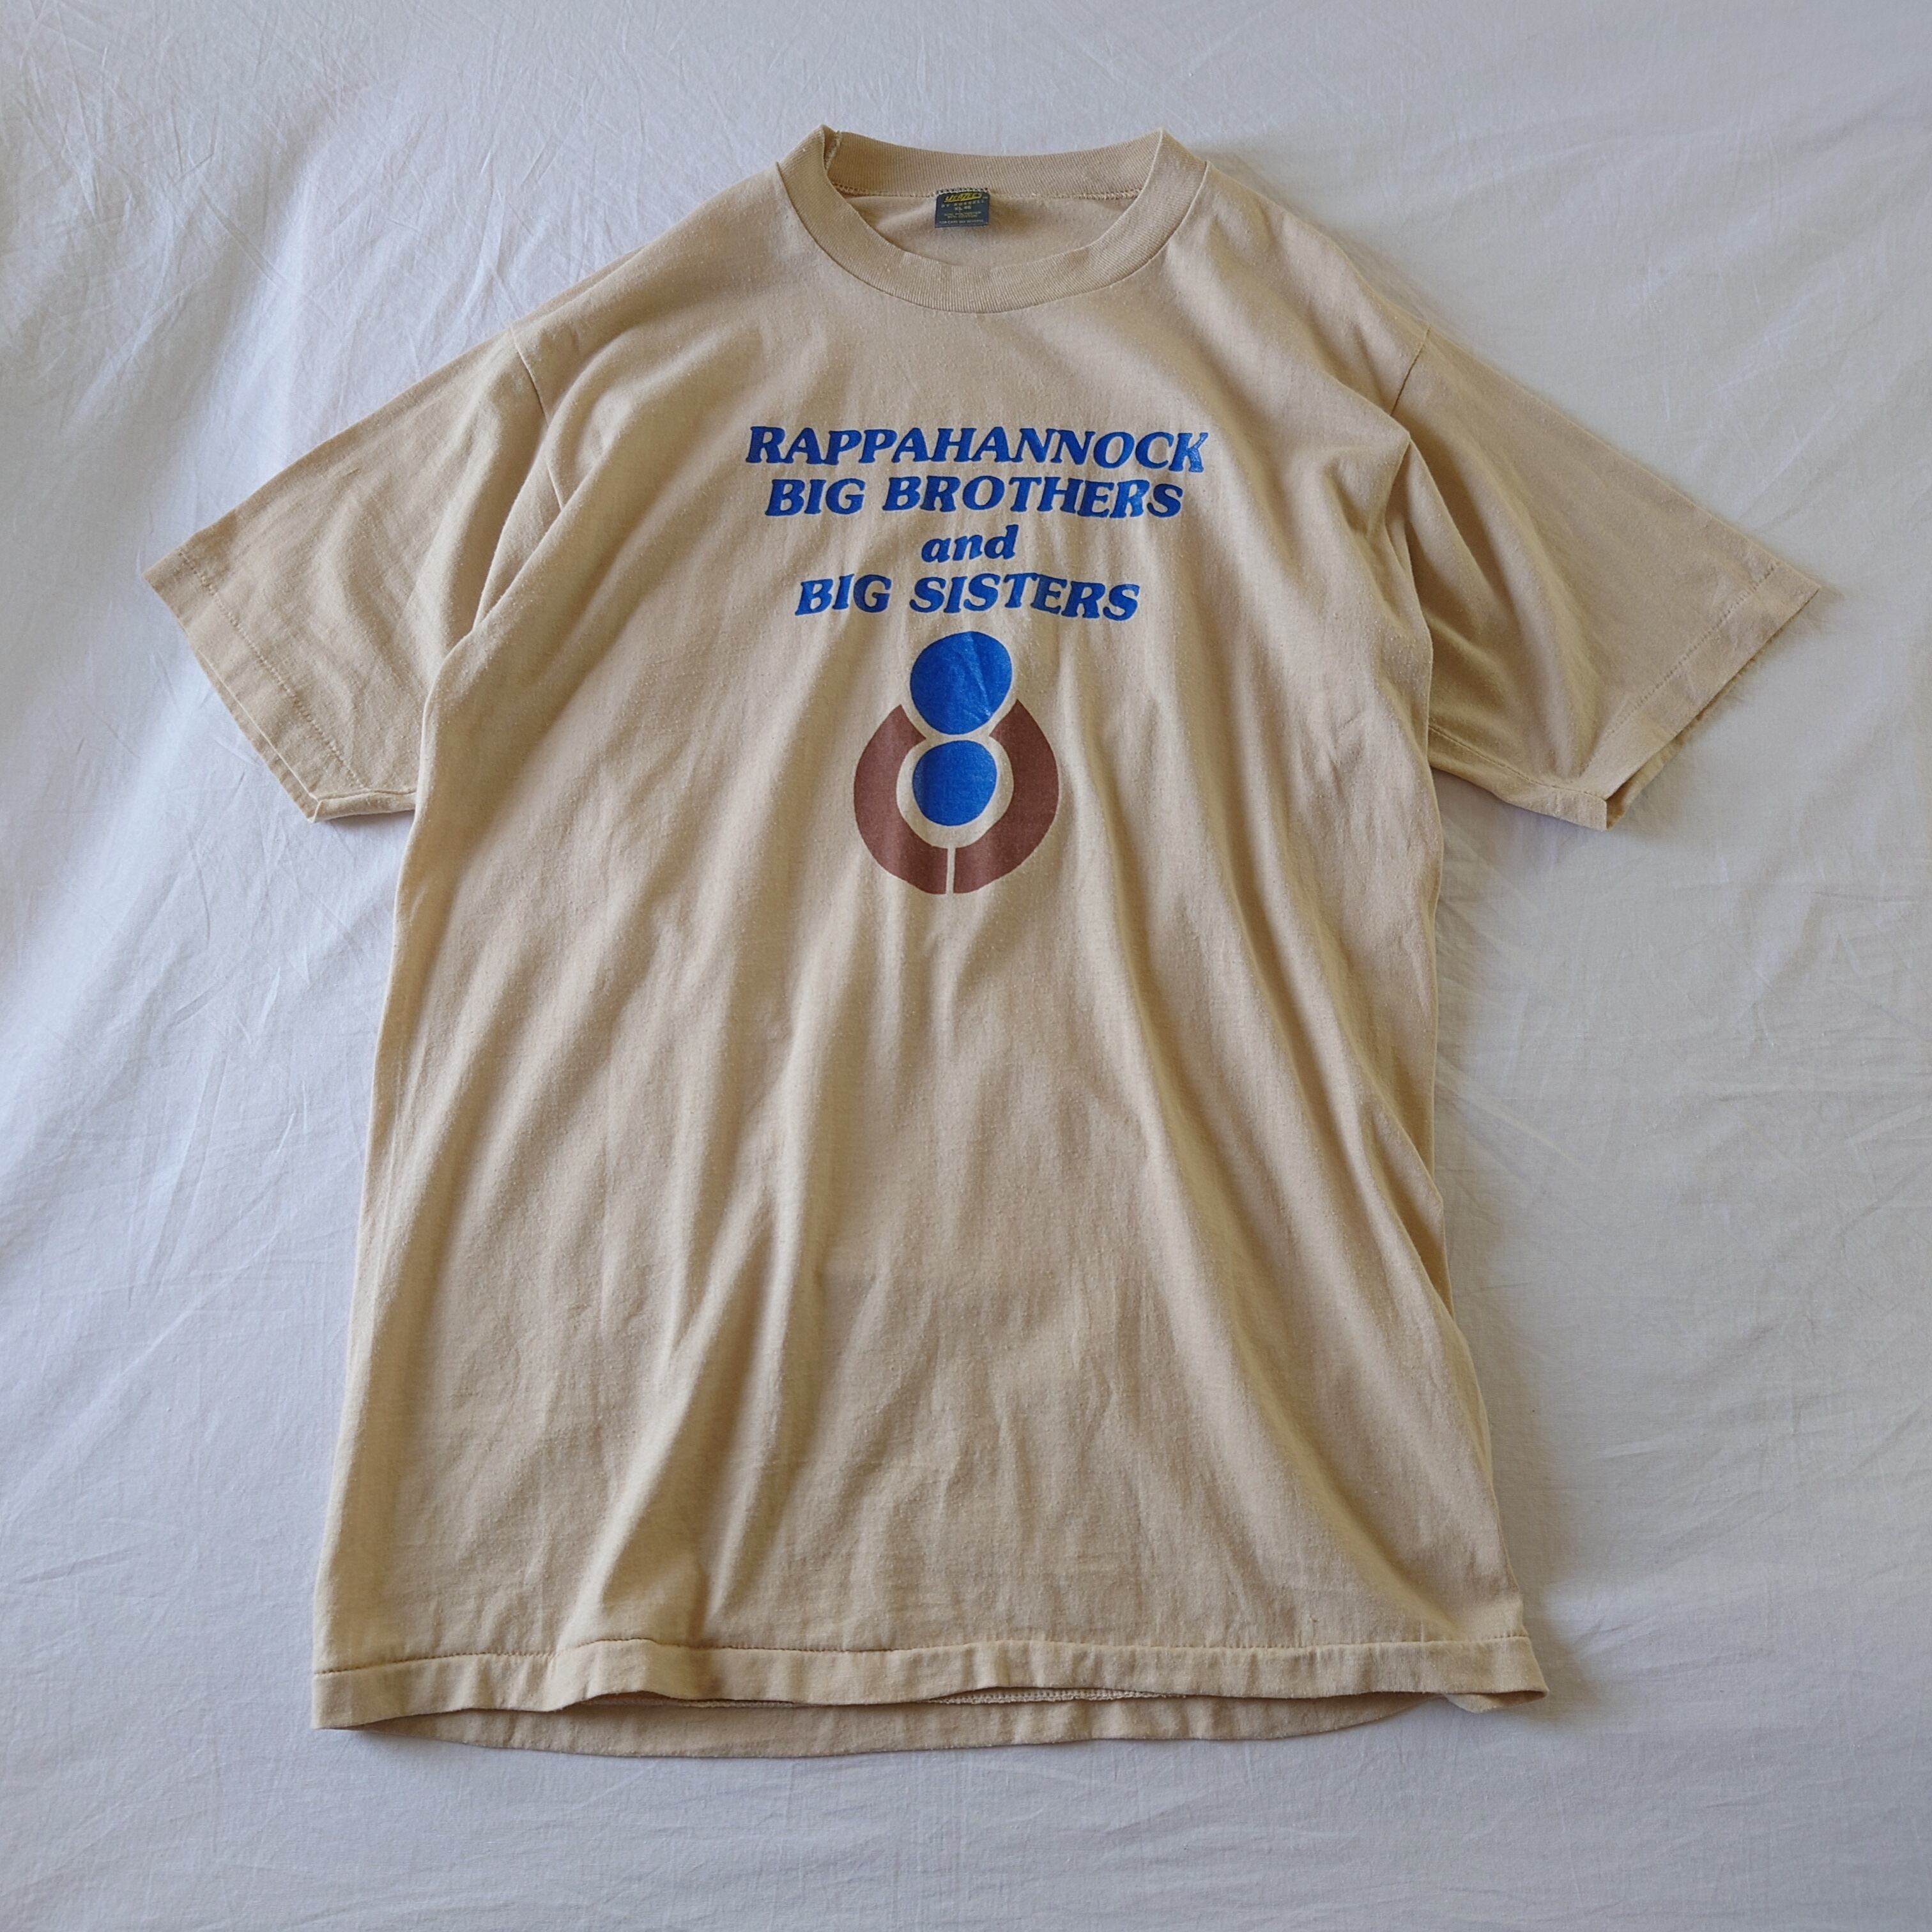 RAPPAHANNOCK
BIG BROTHERS
and
BIG SISTERS